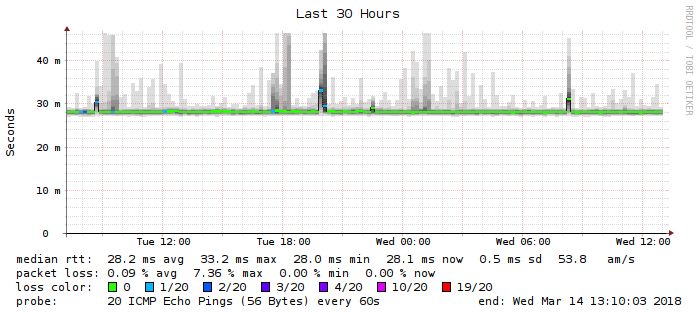 Last 30 Hours
RRDTOOL / TOBI OETIKER
Seconds
40 m
30 m
20 m
10 m
0
Tue 12:00 Tue 18:00 Wed 00:00 Wed 06:00 Wed 12:00
median rtt: 28.2 ms avg 33.2 ms max 28.0 ms min 28.1 ms now 0.5 ms sd 53.8 am/s
packet loss: 0.09 % avg 7.36 % max 0.00 % min 0.00 % now
loss color: 0 1/20 2/20 3/20 4/20 10/20 19/20
probe: 20 ICMP Echo Pings (56 Bytes) every 60s end: Wed Mar 14 13:10:03 2018